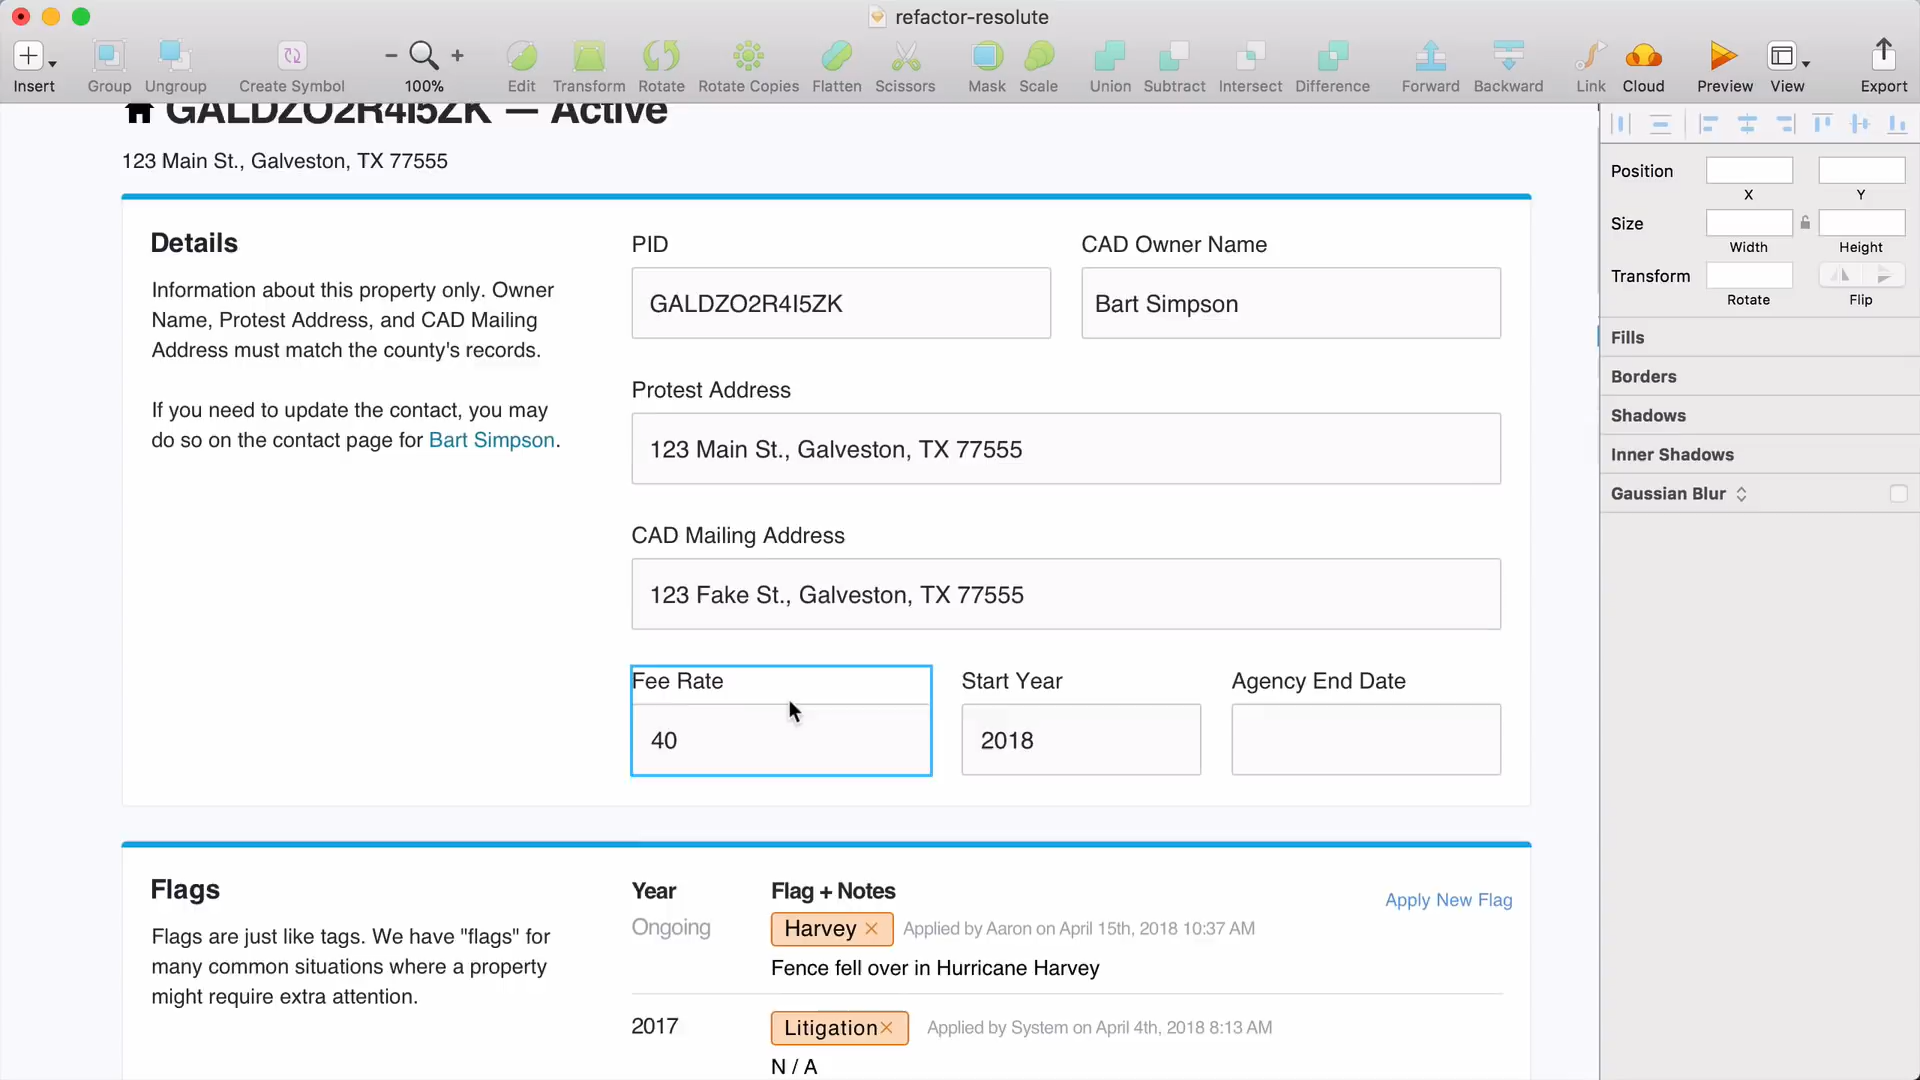 refactor-resolute
Insert
Group
Ungroup
Create Symbol
100%
Edit
Transform
Rotate
Rotate Copies
Flatten
Scissors
Mask
Scale
Union
Subtract
Intersect
Difference
Forward
Backward
Link
Cloud
Preview
View
Export
GALDZO2R4I5ZK — Active
123 Main St., Galveston, TX 77555
Details
Information about this property only. Owner
Name, Protest Address, and CAD Mailing
Address must match the county's records.
If you need to update the contact, you may
do so on the contact page for Bart Simpson.
PID
GALDZO2R4I5ZK
CAD Owner Name
Bart Simpson
Protest Address
123 Main St., Galveston, TX 77555
CAD Mailing Address
123 Fake St., Galveston, TX 77555
Fee Rate
40
Start Year
2018
Agency End Date
Flags
Flags are just like tags. We have "flags" for
many common situations where a property
might require extra attention.
Year
Flag + Notes
Apply New Flag
Ongoing
Harvey × Applied by Aaron on April 15th, 2018 10:37 AM
Fence fell over in Hurricane Harvey
2017
Litigation× Applied by System on April 4th, 2018 8:13 AM
N / A
Position
X
Y
Size
Width
Height
Transform
Rotate
Flip
Fills
Borders
Shadows
Inner Shadows
Gaussian Blur